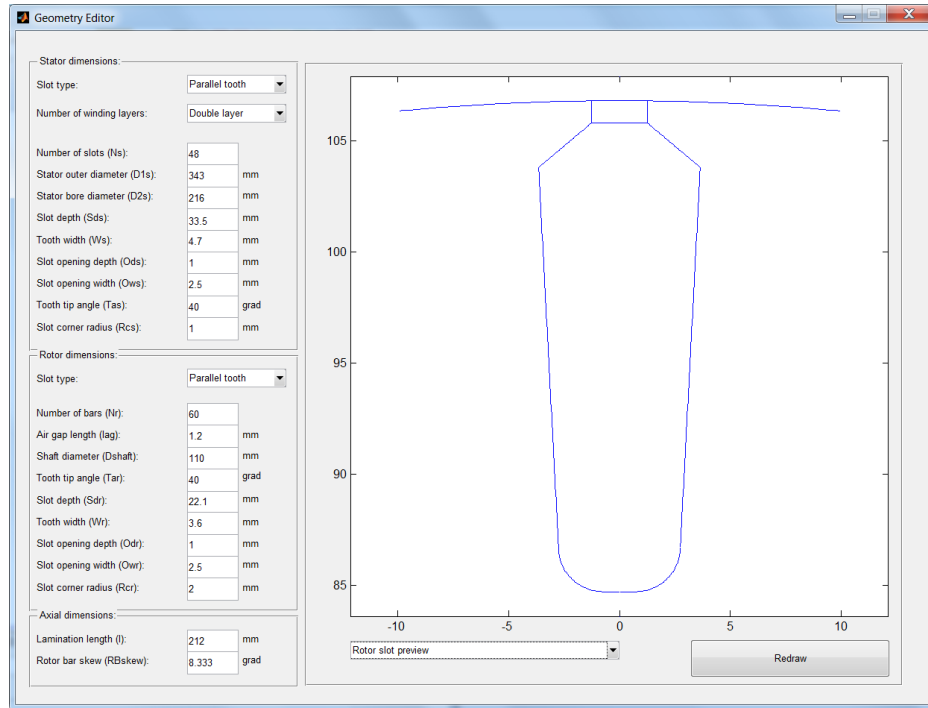 Geometry Editor
Stator dimensions:
Slot type: Parallel tooth
Number of winding layers: Double layer
Number of slots (Ns): 48
Stator outer diameter (D1s): 343 mm
Stator bore diameter (D2s): 216 mm
Slot depth (Sds): 33.5 mm
Tooth width (Ws): 4.7 mm
Slot opening depth (Ods): 1 mm
Slot opening width (Ows): 2.5 mm
Tooth tip angle (Tas): 40 grad
Slot corner radius (Rcs): 1 mm
Rotor dimensions:
Slot type: Parallel tooth
Number of bars (Nr): 60
Air gap length (lag): 1.2 mm
Shaft diameter (Dshaft): 110 mm
Tooth tip angle (Tar): 40 grad
Slot depth (Sdr): 22.1 mm
Tooth width (Wr): 3.6 mm
Slot opening depth (Odr): 1 mm
Slot opening width (Owr): 2.5 mm
Slot corner radius (Rcr): 2 mm
Axial dimensions:
Lamination length (l): 212 mm
Rotor bar skew (RBskew): 8.333 grad
105
100
95
90
85
-10 -5 0 5 10
Rotor slot preview
Redraw